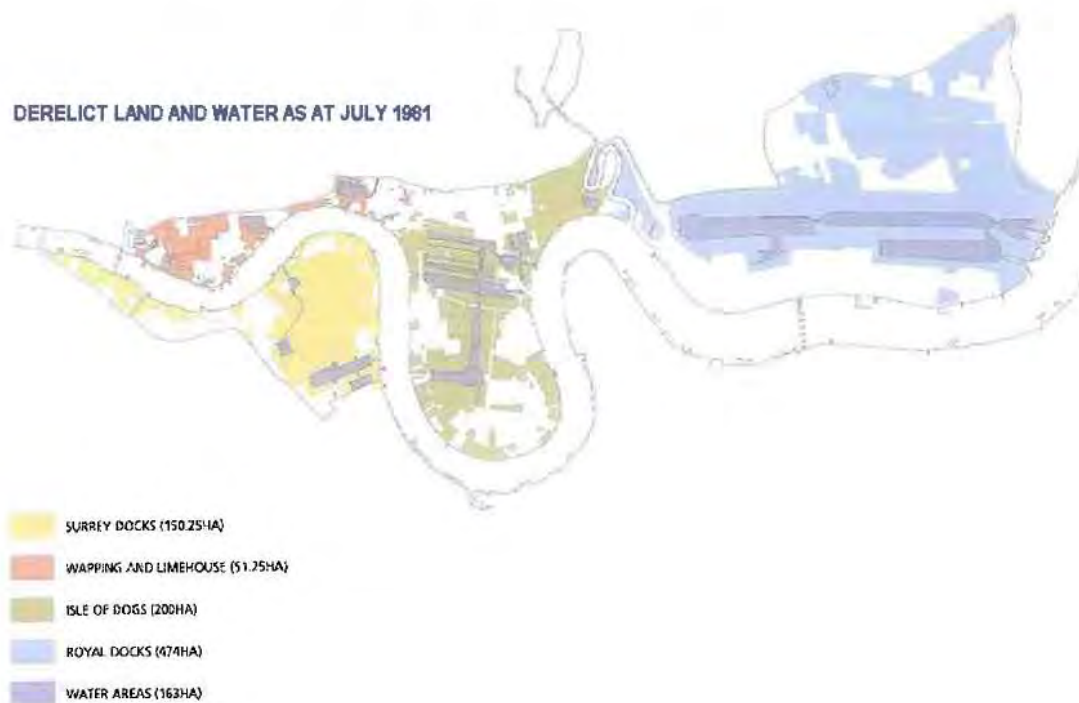 DERELICT LAND AND WATER AS AT JULY 1981
SURREY DOCKS (150.25HA)
WAPPING AND LIMEHOUSE (51.25HA)
ISLE OF DOGS (200HA)
ROYAL DOCKS (474HA)
WATER AREAS (163HA)